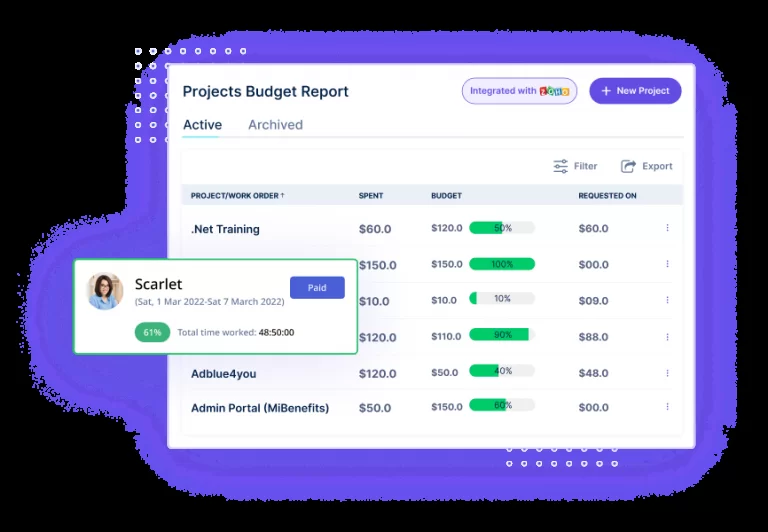 Projects Budget Report
Integrated with ZOHO
+ New Project
Active Archived
Filter Export
PROJECT/WORK ORDER ↑ SPENT BUDGET REQUESTED ON
.Net Training $60.0 $120.0 50% $60.0
$150.0 $150.0 100% $00.0
$10.0 $10.0 10% $09.0
$120.0 $110.0 90% $88.0
Adblue4you $120.0 $50.0 40% $48.0
Admin Portal (MiBenefits) $50.0 $150.0 60% $00.0
Scarlet
Paid
(Sat, 1 Mar 2022-Sat 7 March 2022)
61% Total time worked: 48:50:00